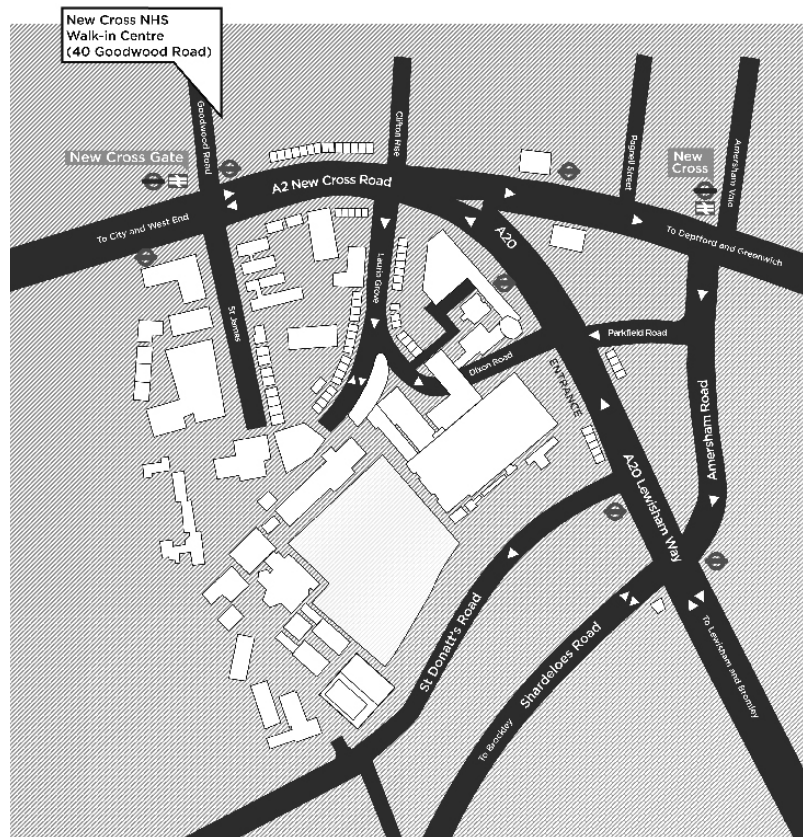 New Cross NHS
Walk-in Centre
(40 Goodwood Road)
Goodwood Road
Clifton Rise
Pagnell Street
Amersham Vale
New Cross Gate
New
Cross
A2 New Cross Road
To City and West End
A20
To Deptford and Greenwich
St James
Laurie Grove
Parkfield Road
Dixon Road
ENTRANCE
Amersham Road
A20 Lewisham Way
St Donatt's Road
Shardeloes Road
To Lewisham and Bromley
To Brockley